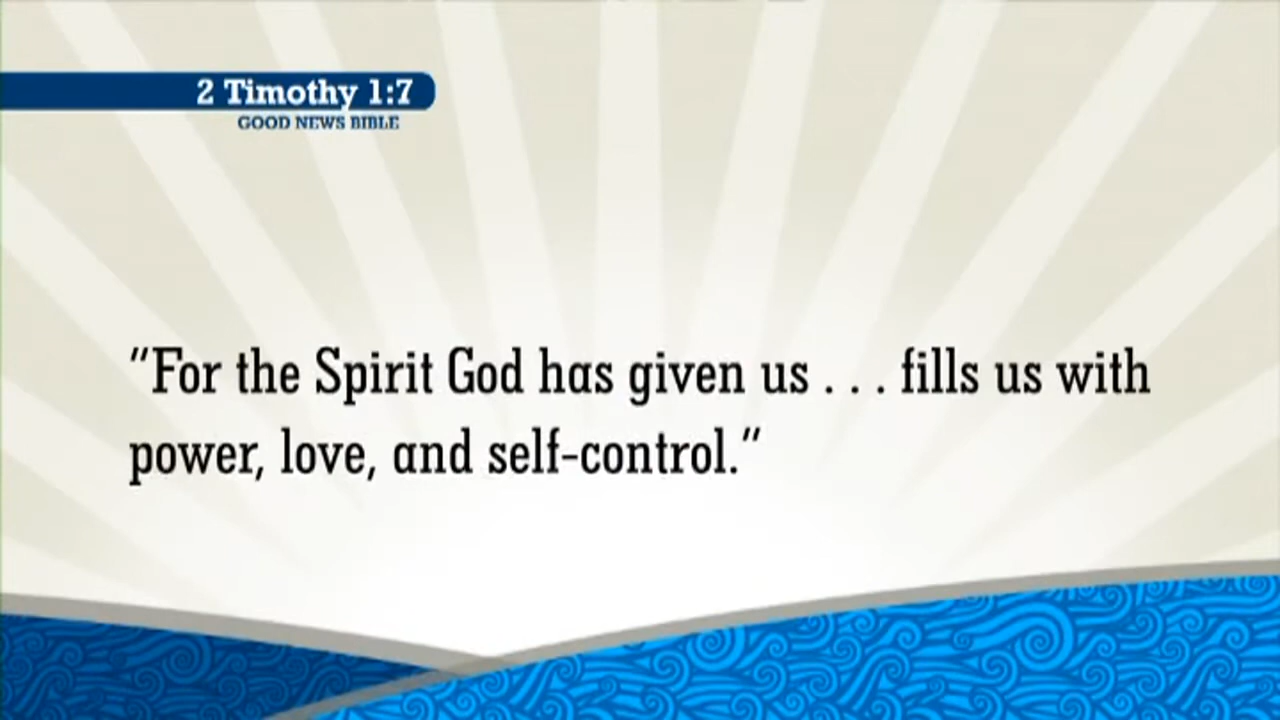 2 Timothy 1:7
GOOD NEWS BIBLE
"For the Spirit God has given us . . . fills us with
power, love, and self-control."